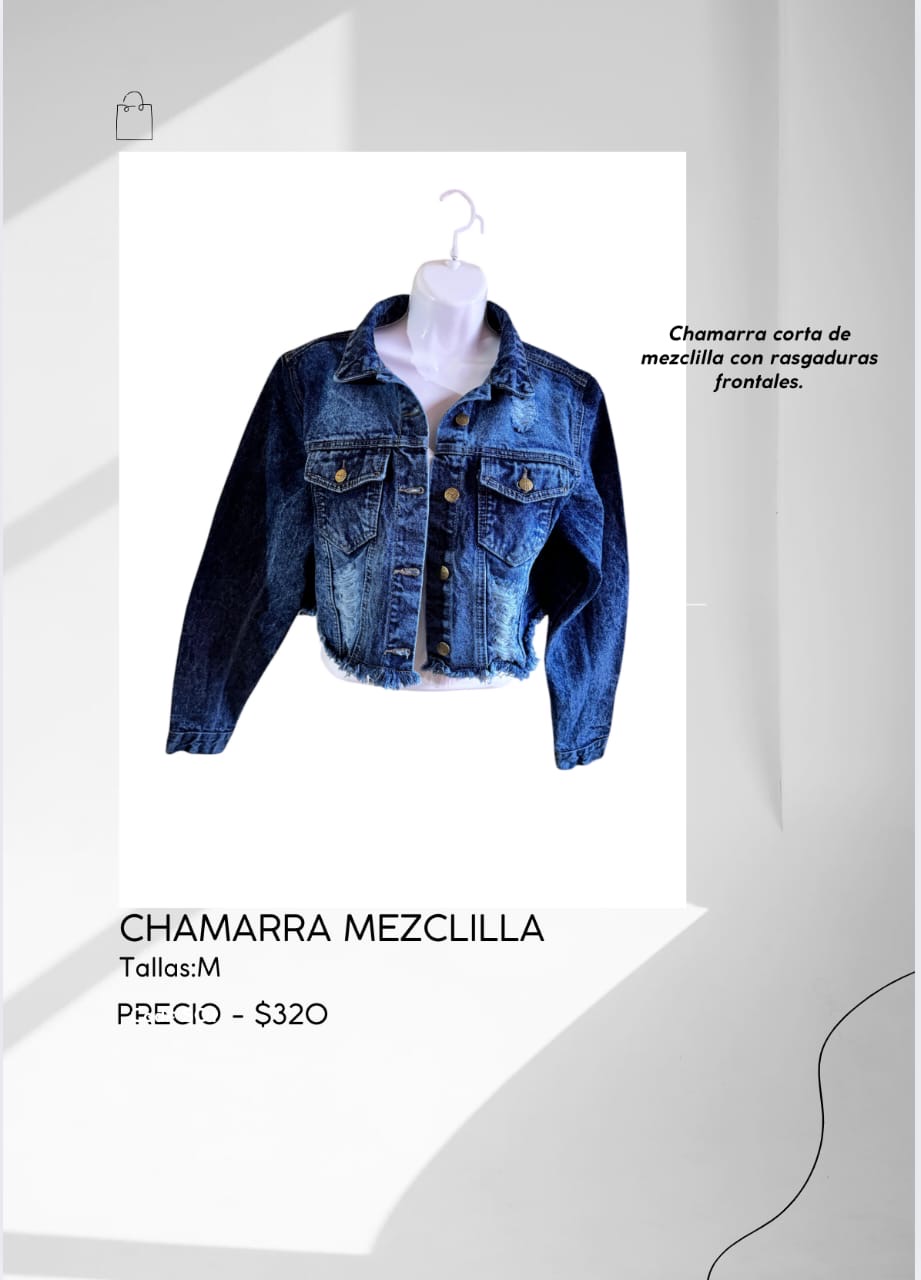 Chamarra corta de
mezclilla con rasgaduras
frontales.
CHAMARRA MEZCLILLA
Tallas:M
PRECIO - $320